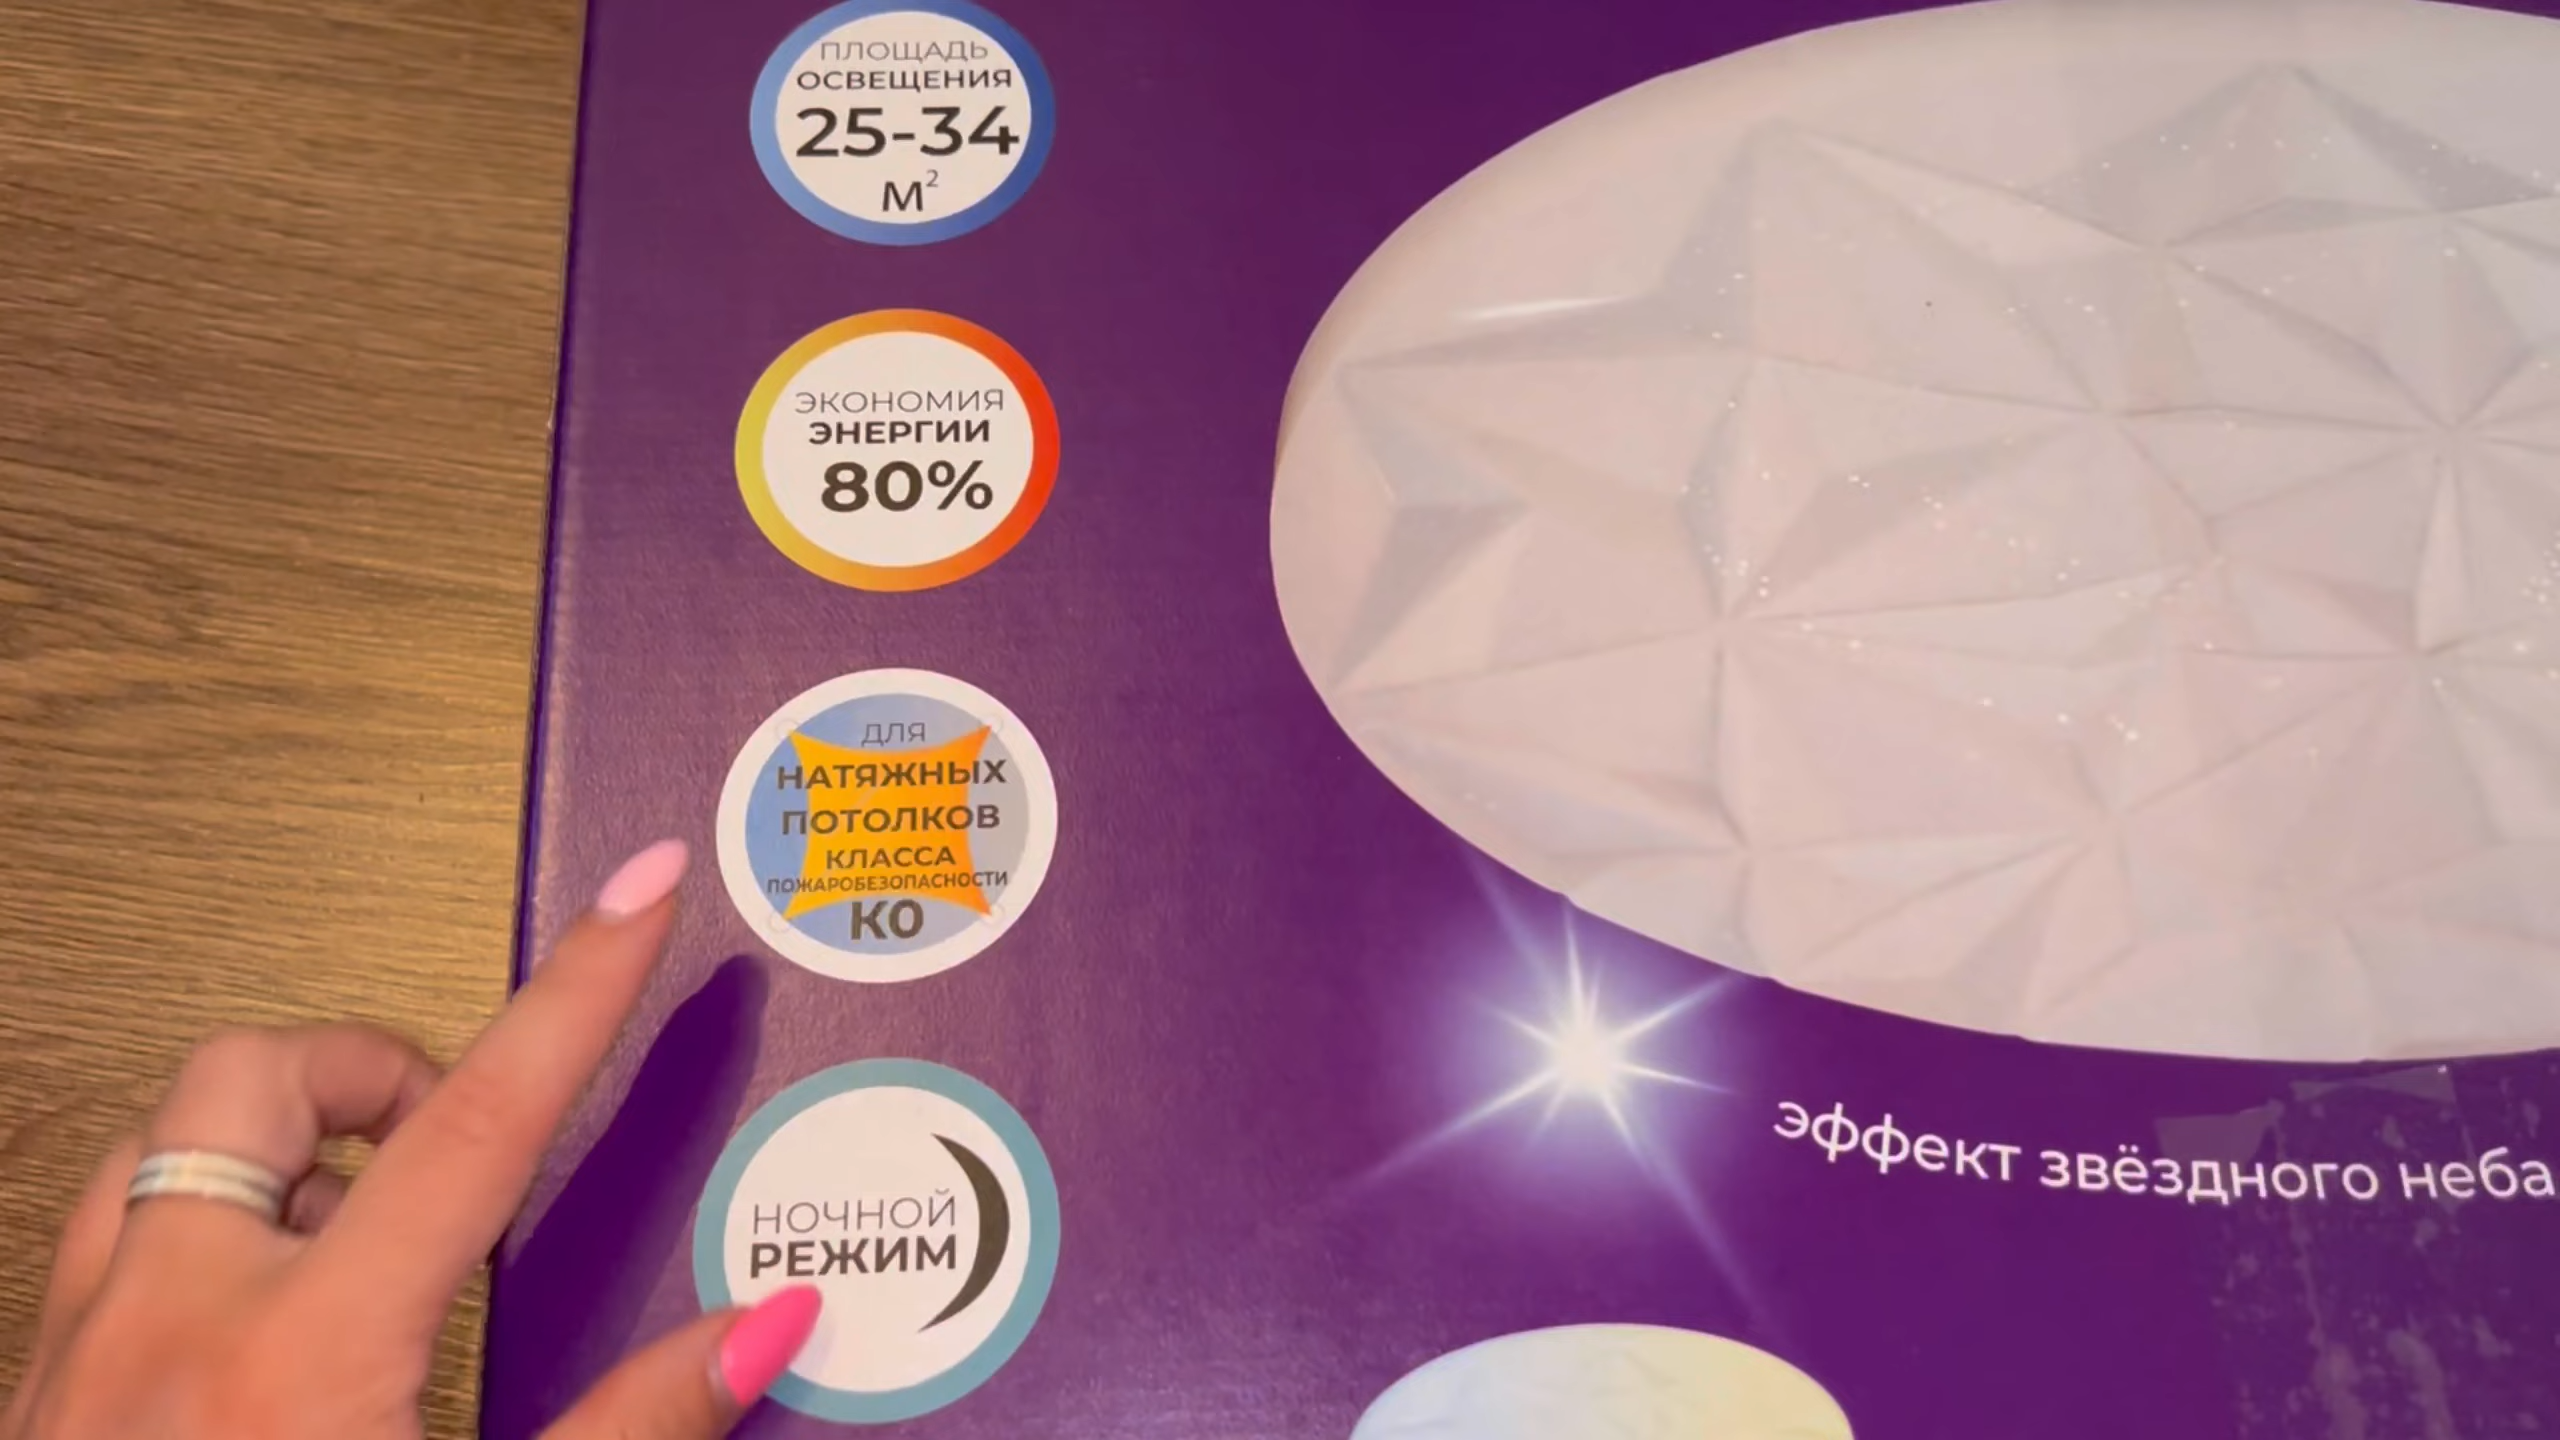 ПЛОЩАДЬ
ОСВЕЩЕНИЯ
25-34
М²
ЭКОНОМИЯ
ЭНЕРГИИ
80%
ДЛЯ
НАТЯЖНЫХ
ПОТОЛКОВ
КЛАССА
ПОЖАРОБЕЗОПАСНОСТИ
К0
НОЧНОЙ
РЕЖИМ
эффект звёздного неба